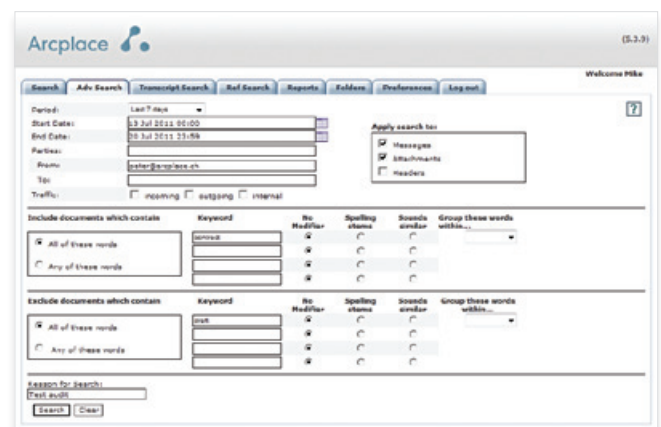 Arcplace
(5.3.9)
Welcome Mike
Search Adv Search Transcript Search Ref Search Reports Folders Preferences Log out
Period: Last 7 days
?
Start Date: 13 Jul 2011 00:00
End Date: 20 Jul 2011 23:59
Apply search to:
Parties:
Messages
From: peter@arcplace.ch
Attachments
To:
Headers
Traffic: incoming outgoing internal
Include documents which contain Keyword No Modifier Spelling stems Sounds similar Group these words within...
All of these words
Any of these words
Exclude documents which contain Keyword No Modifier Spelling stems Sounds similar Group these words within...
All of these words
Any of these words
Reason for Search:
Test audit
Search Clear